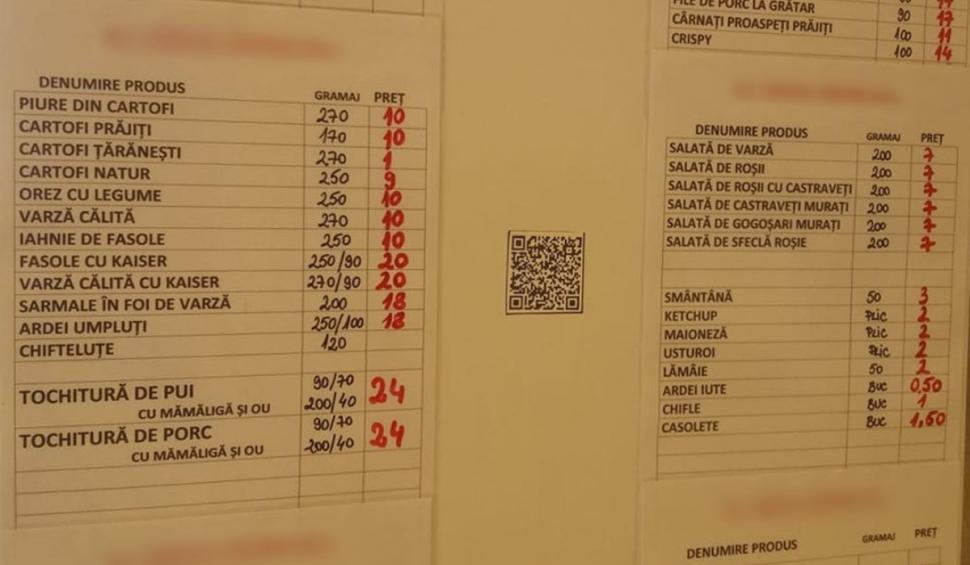 DENUMIRE PRODUS GRAMAJ PREȚ
PIURE DIN CARTOFI 270 10
CARTOFI PRĂJIȚI 170 10
CARTOFI ȚĂRĂNEȘTI 270 1
CARTOFI NATUR 250 9
OREZ CU LEGUME 250 10
VARZĂ CĂLITĂ 270 10
IAHNIE DE FASOLE 250 10
FASOLE CU KAISER 250/90 20
VARZĂ CĂLITĂ CU KAISER 270/90 20
SARMALE ÎN FOI DE VARZĂ 200 18
ARDEI UMPLUȚI 250/100 18
CHIFTELUȚE 120
TOCHITURĂ DE PUI 90/70 24
CU MĂMĂLIGĂ ȘI OU 200/40
TOCHITURĂ DE PORC 90/70 24
CU MĂMĂLIGĂ ȘI OU 200/40
DE PORC LA GRĂTAR 90 17
CÂRNAȚI PROASPEȚI PRĂJIȚI 100 11
CRISPY 100 14
DENUMIRE PRODUS GRAMAJ PREȚ
SALATĂ DE VARZĂ 200 7
SALATĂ DE ROȘII 200 7
SALATĂ DE ROȘII CU CASTRAVEȚI 200 7
SALATĂ DE CASTRAVEȚI MURAȚI 200 7
SALATĂ DE GOGOȘARI MURAȚI 200 7
SALATĂ DE SFECLĂ ROȘIE 200 7
SMÂNTÂNĂ 50 3
KETCHUP PLIC 2
MAIONEZĂ PLIC 2
USTUROI PLIC 2
LĂMÂIE 50 2
ARDEI IUTE BUC 0,50
CHIFLE BUC 1
CASOLETE BUC 1,50
DENUMIRE PRODUS GRAMAJ PREȚ